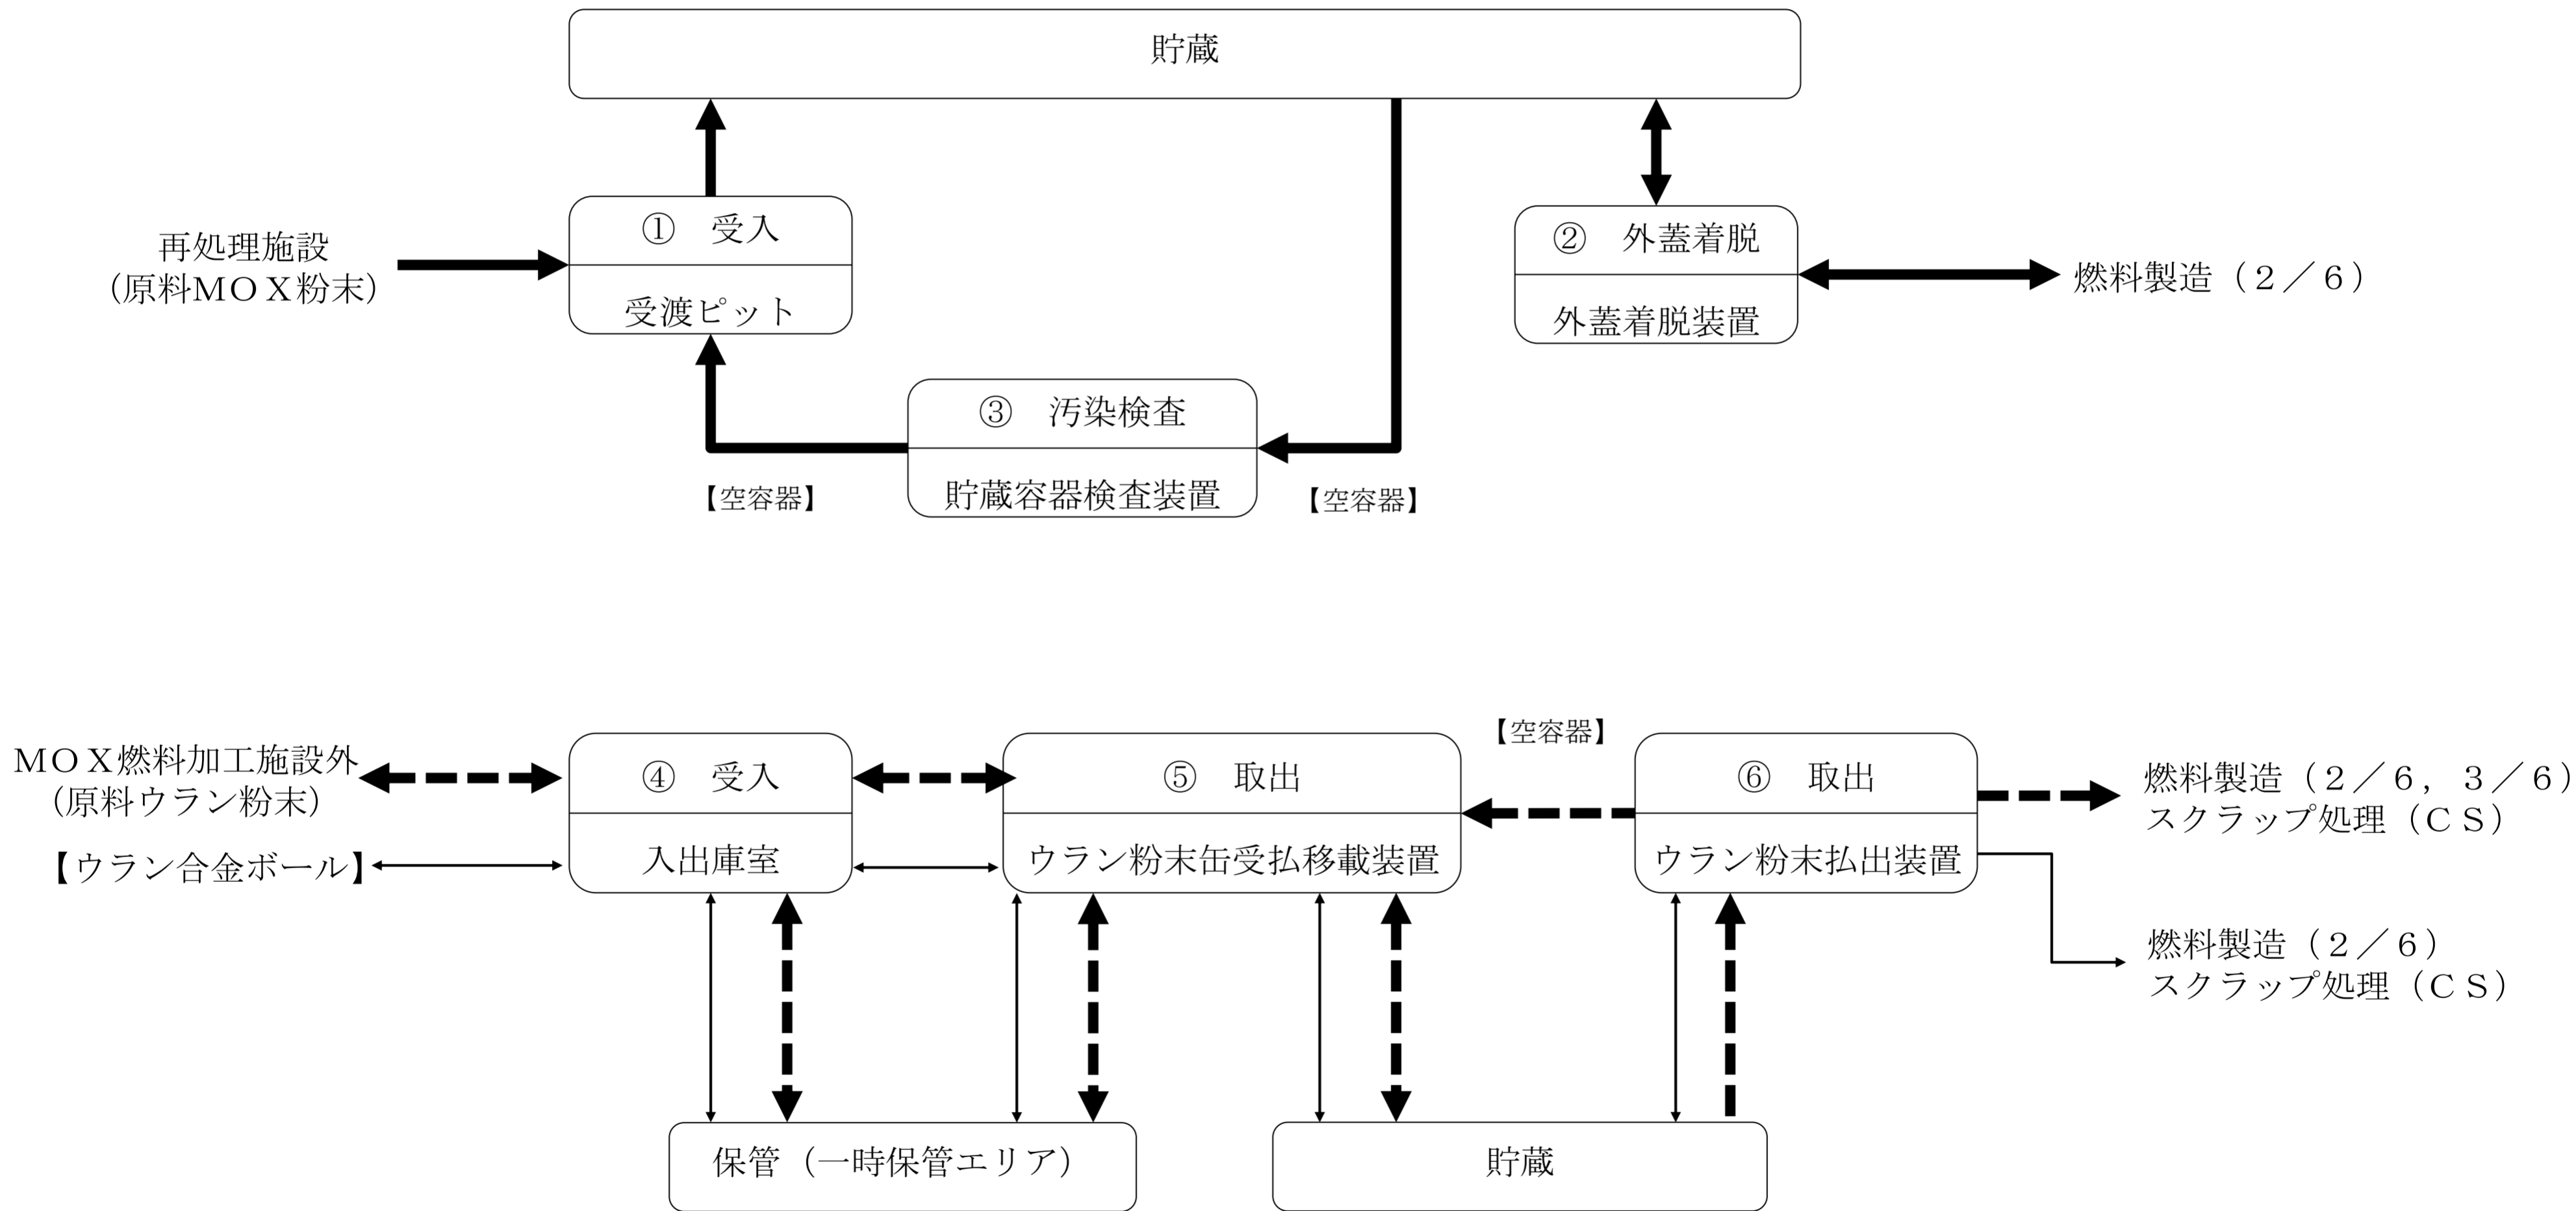 貯蔵
再処理施設
（原料ＭＯＸ粉末）
①　受入
受渡ピット
②　外蓋着脱
外蓋着脱装置
燃料製造（２／６）
③　汚染検査
貯蔵容器検査装置
【空容器】
【空容器】
ＭＯＸ燃料加工施設外
（原料ウラン粉末）
【ウラン合金ボール】
④　受入
入出庫室
⑤　取出
ウラン粉末缶受払移載装置
【空容器】
⑥　取出
ウラン粉末払出装置
燃料製造（２／６，３／６）
スクラップ処理（ＣＳ）
燃料製造（２／６）
スクラップ処理（ＣＳ）
保管（一時保管エリア）
貯蔵